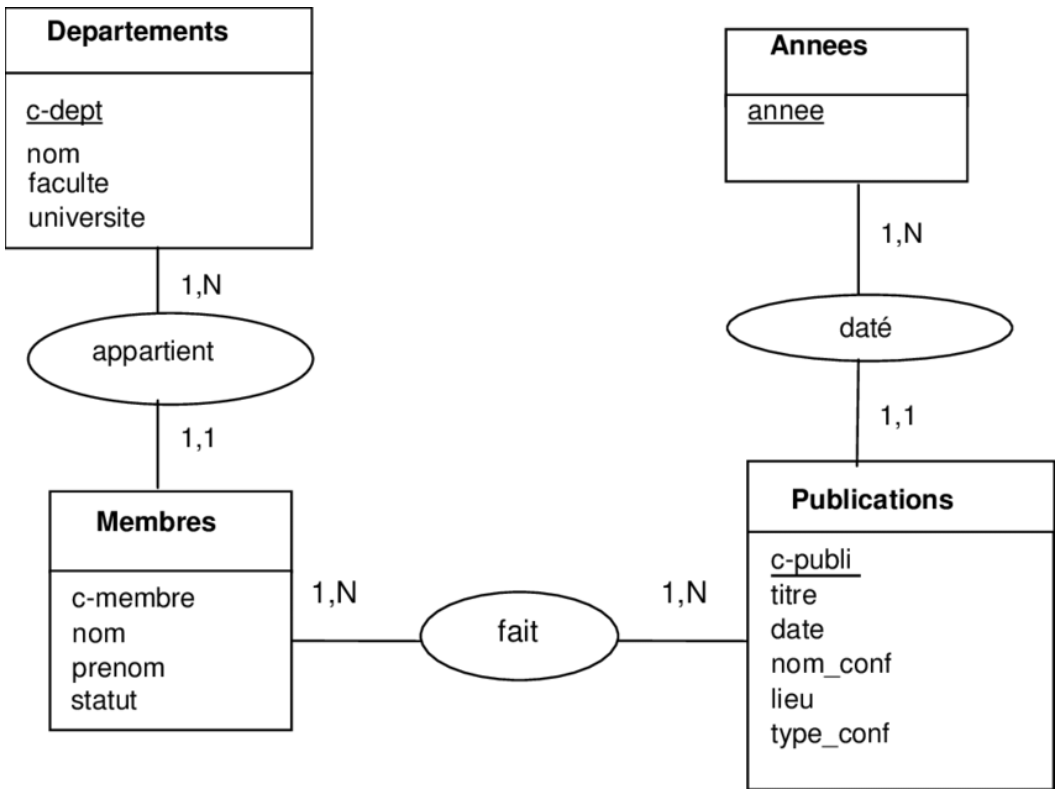 Departements
c-dept
nom
faculte
universite
1,N
appartient
1,1
Membres
c-membre
nom
prenom
statut
1,N
fait
1,N
Annees
annee
1,N
daté
1,1
Publications
c-publi
titre
date
nom_conf
lieu
type_conf